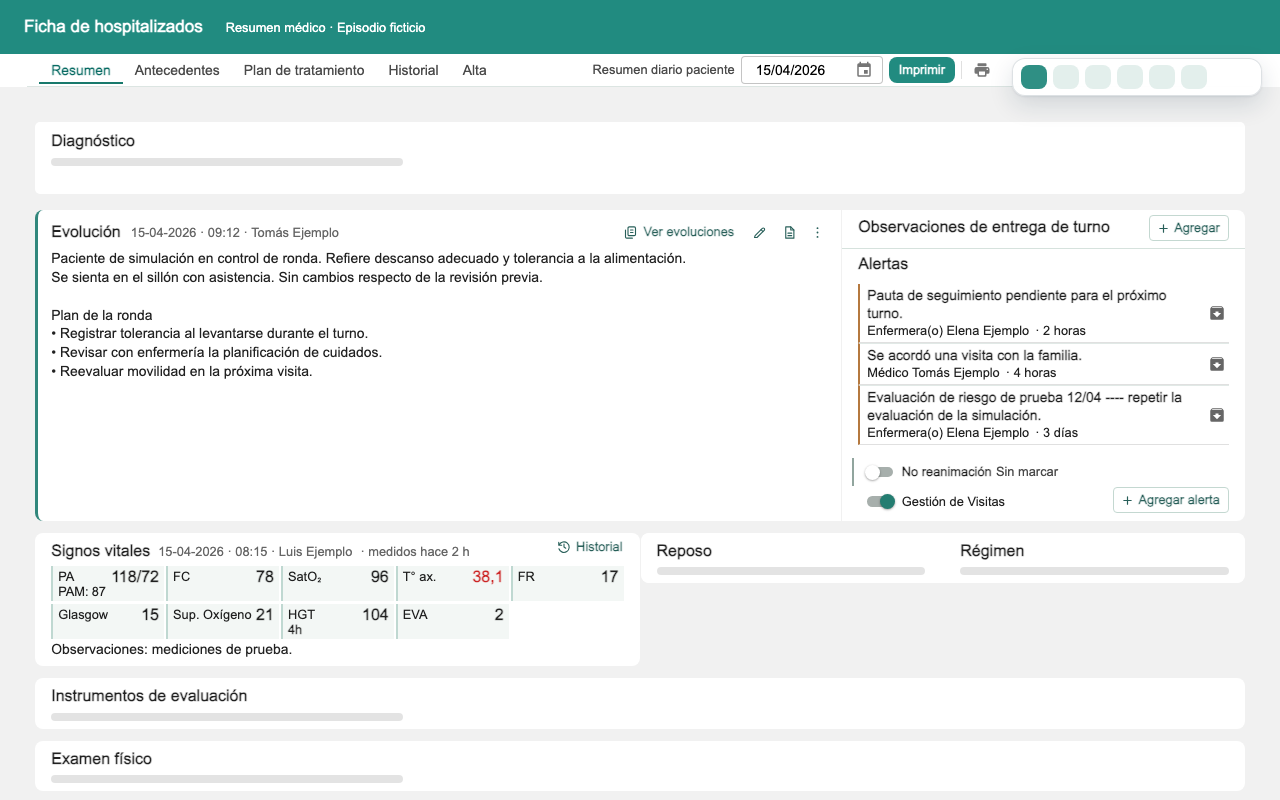 Ficha de hospitalizados
Resumen médico · Episodio ficticio
Resumen
Antecedentes
Plan de tratamiento
Historial
Alta
Resumen diario paciente
15/04/2026
Imprimir
Diagnóstico
Evolución 15-04-2026 · 09:12 · Tomás Ejemplo
Ver evoluciones
Paciente de simulación en control de ronda. Refiere descanso adecuado y tolerancia a la alimentación.
Se sienta en el sillón con asistencia. Sin cambios respecto de la revisión previa.
Plan de la ronda
• Registrar tolerancia al levantarse durante el turno.
• Revisar con enfermería la planificación de cuidados.
• Reevaluar movilidad en la próxima visita.
Observaciones de entrega de turno
+ Agregar
Alertas
Pauta de seguimiento pendiente para el próximo
turno.
Enfermera(o) Elena Ejemplo · 2 horas
Se acordó una visita con la familia.
Médico Tomás Ejemplo · 4 horas
Evaluación de riesgo de prueba 12/04 ---- repetir la
evaluación de la simulación.
Enfermera(o) Elena Ejemplo · 3 días
No reanimación Sin marcar
Gestión de Visitas
+ Agregar alerta
Signos vitales 15-04-2026 · 08:15 · Luis Ejemplo · medidos hace 2 h
Historial
PA 118/72
PAM: 87
FC 78
SatO₂ 96
T° ax. 38,1
FR 17
Glasgow 15
Sup. Oxígeno 21
HGT 104
4h
EVA 2
Observaciones: mediciones de prueba.
Reposo
Régimen
Instrumentos de evaluación
Examen físico